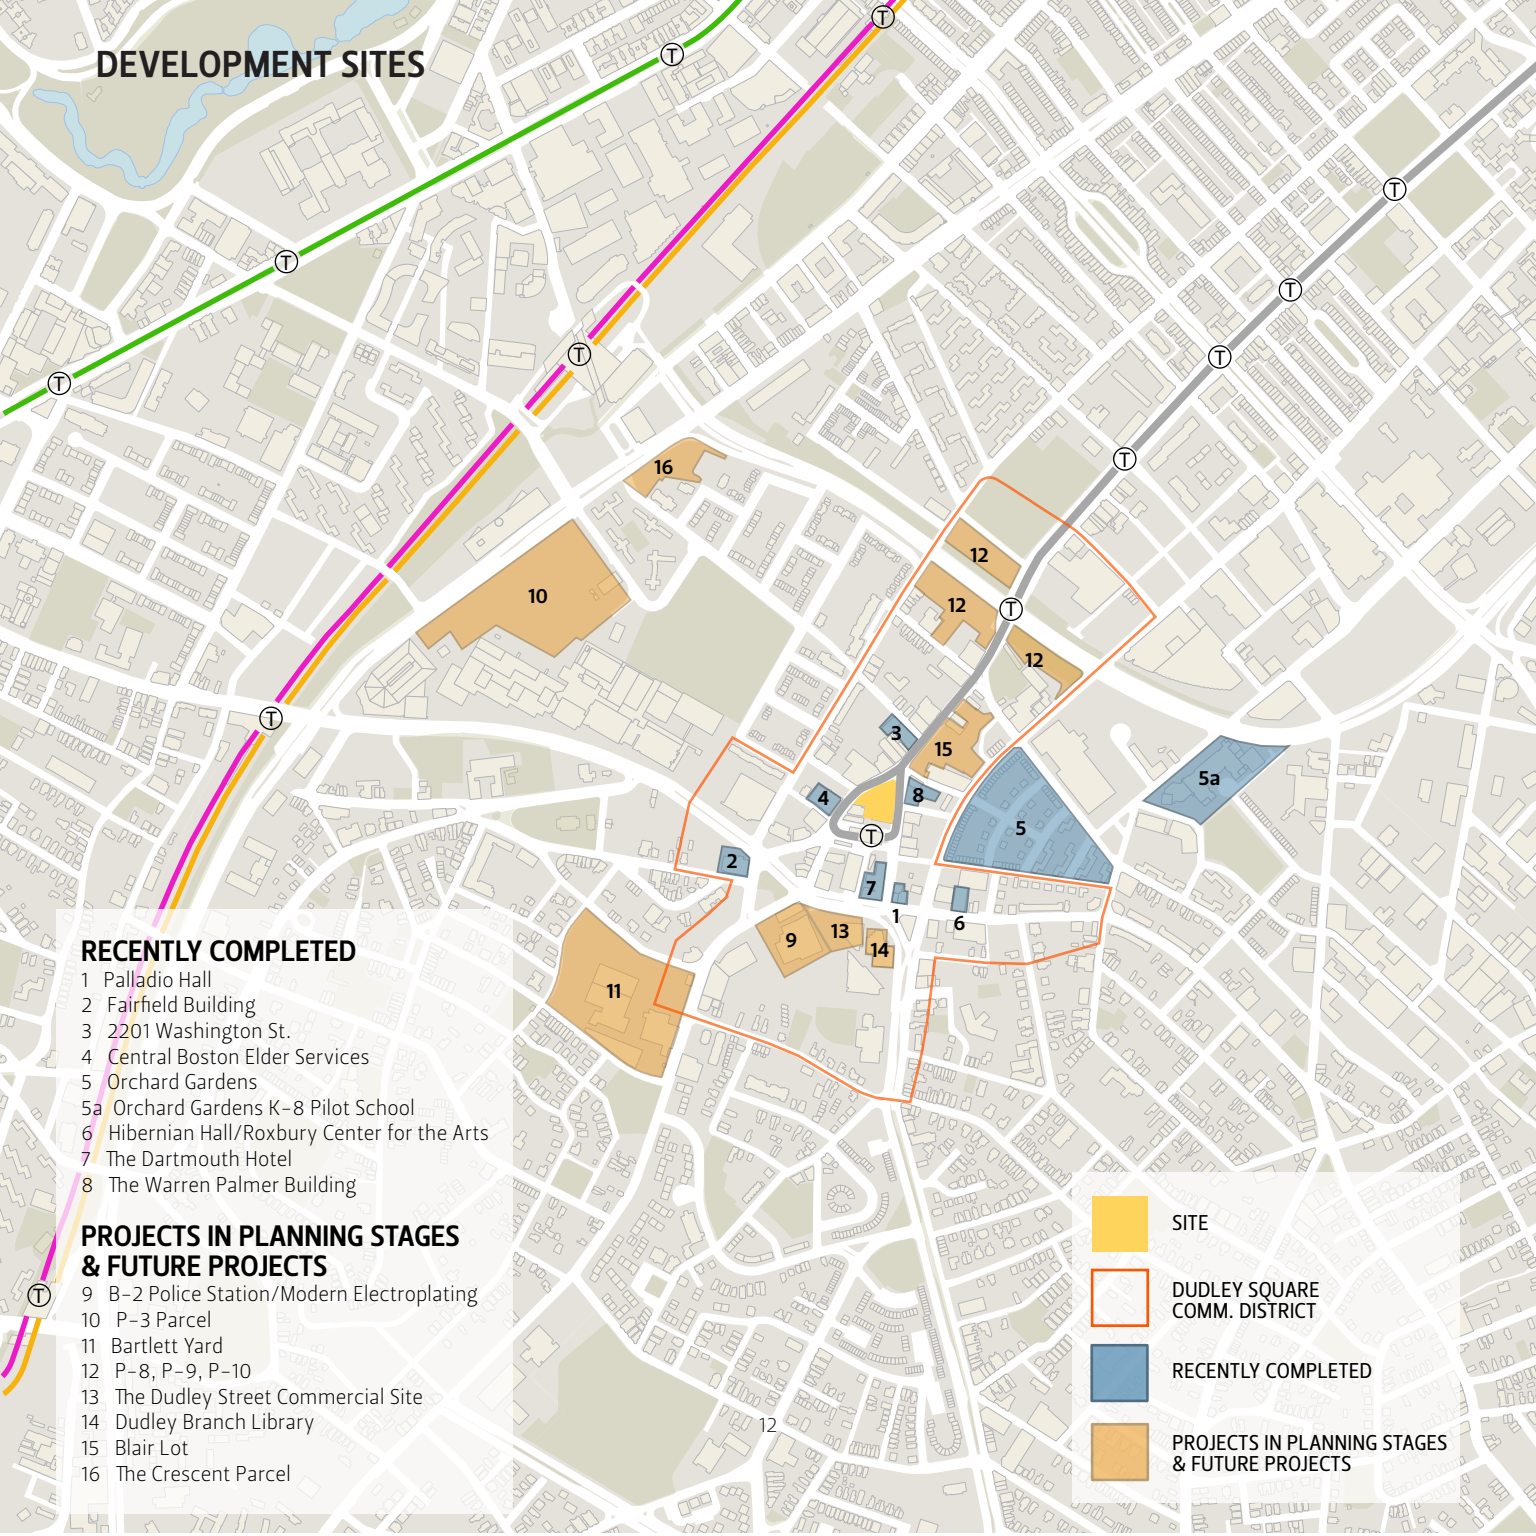 DEVELOPMENT SITES
T
T
T
T
T
T
T
T
T
16
T
12
10
12
T
12
T
3
15
5a
4
8
5
T
2
7
1
6
9
13
14
11
RECENTLY COMPLETED
1 Palladio Hall
2 Fairfield Building
3 2201 Washington St.
4 Central Boston Elder Services
5 Orchard Gardens
5a Orchard Gardens K-8 Pilot School
6 Hibernian Hall/Roxbury Center for the Arts
7 The Dartmouth Hotel
8 The Warren Palmer Building
PROJECTS IN PLANNING STAGES
& FUTURE PROJECTS
9 B-2 Police Station/Modern Electroplating
10 P-3 Parcel
11 Bartlett Yard
12 P-8, P-9, P-10
13 The Dudley Street Commercial Site
14 Dudley Branch Library
15 Blair Lot
16 The Crescent Parcel
T
12
SITE
DUDLEY SQUARE
COMM. DISTRICT
RECENTLY COMPLETED
PROJECTS IN PLANNING STAGES
& FUTURE PROJECTS